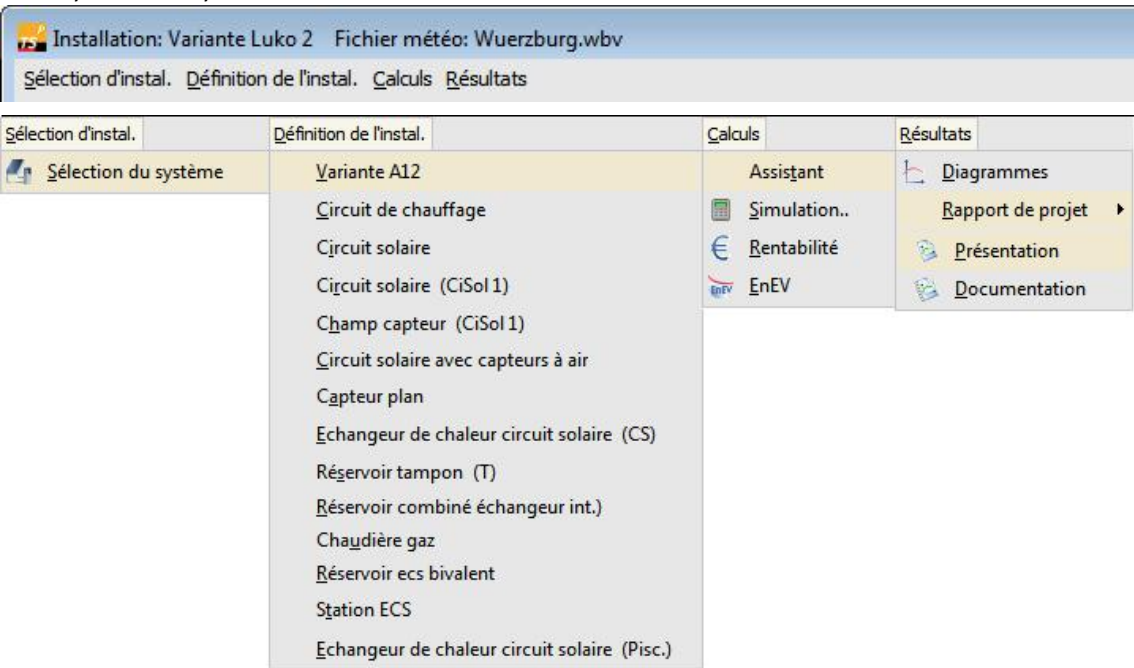 TS
Installation: Variante Luko 2 Fichier météo: Wuerzburg.wbv
Sélection d'instal. Définition de l'instal. Calculs Résultats
Sélection d'instal.
Sélection du système
Définition de l'instal.
Variante A12
Circuit de chauffage
Circuit solaire
Circuit solaire (CiSol 1)
Champ capteur (CiSol 1)
Circuit solaire avec capteurs à air
Capteur plan
Echangeur de chaleur circuit solaire (CS)
Réservoir tampon (T)
Réservoir combiné échangeur int.)
Chaudière gaz
Réservoir ecs bivalent
Station ECS
Echangeur de chaleur circuit solaire (Pisc.)
Calculs
Assistant
Simulation..
€ Rentabilité
EnEV EnEV
Résultats
Diagrammes
Rapport de projet
Présentation
Documentation